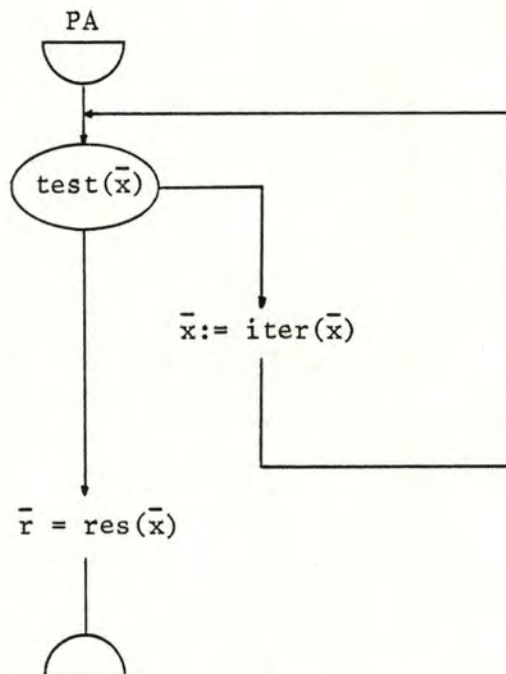 PA
test(x̄)
x̄:= iter(x̄)
r̄ = res(x̄)